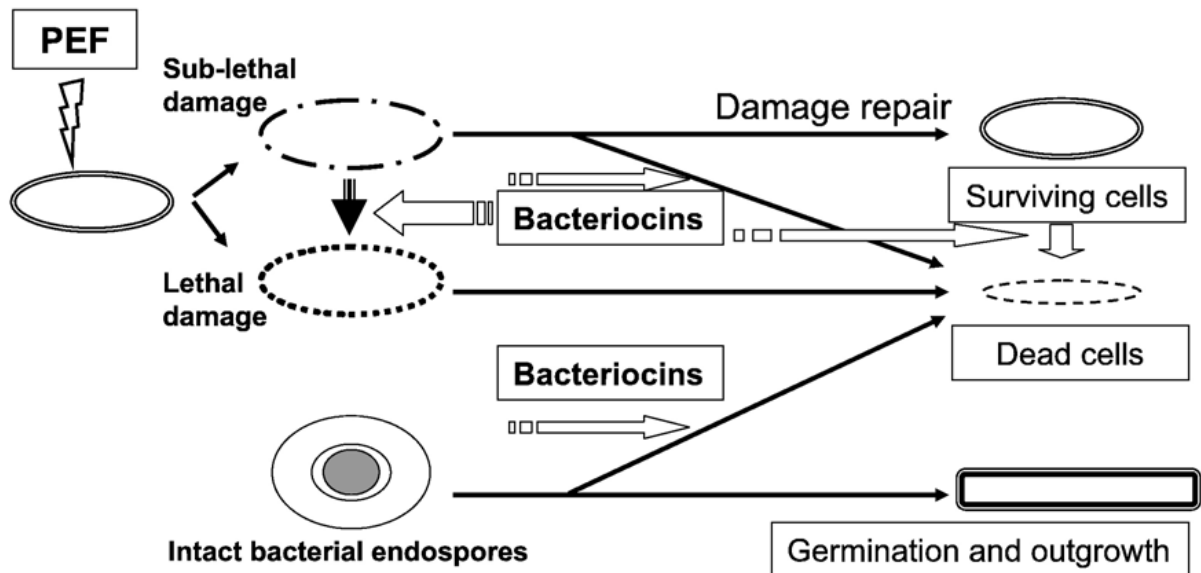 PEF
Sub-lethal
damage
Damage repair
Surviving cells
Bacteriocins
Lethal
damage
Dead cells
Bacteriocins
Intact bacterial endospores
Germination and outgrowth